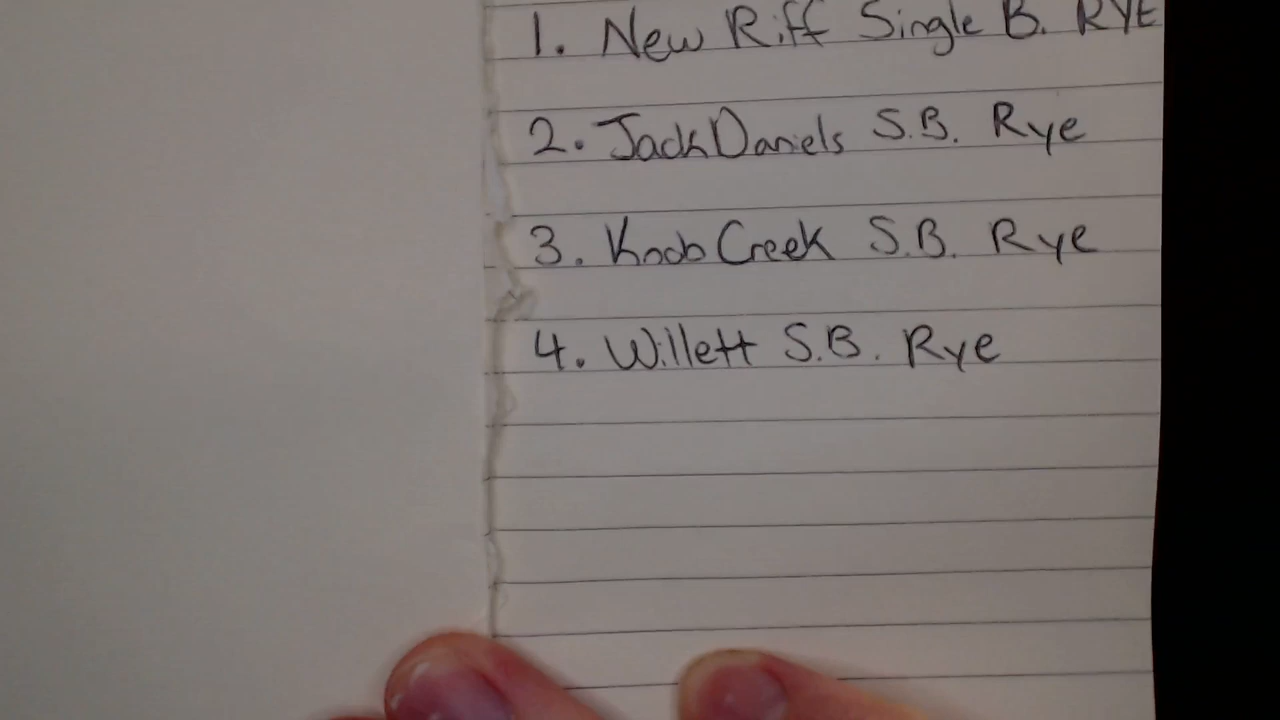 1. New Riff Single B. RYE
2. Jack Daniels S.B. Rye
3. Knob Creek S.B. Rye
4. Willett S.B. Rye